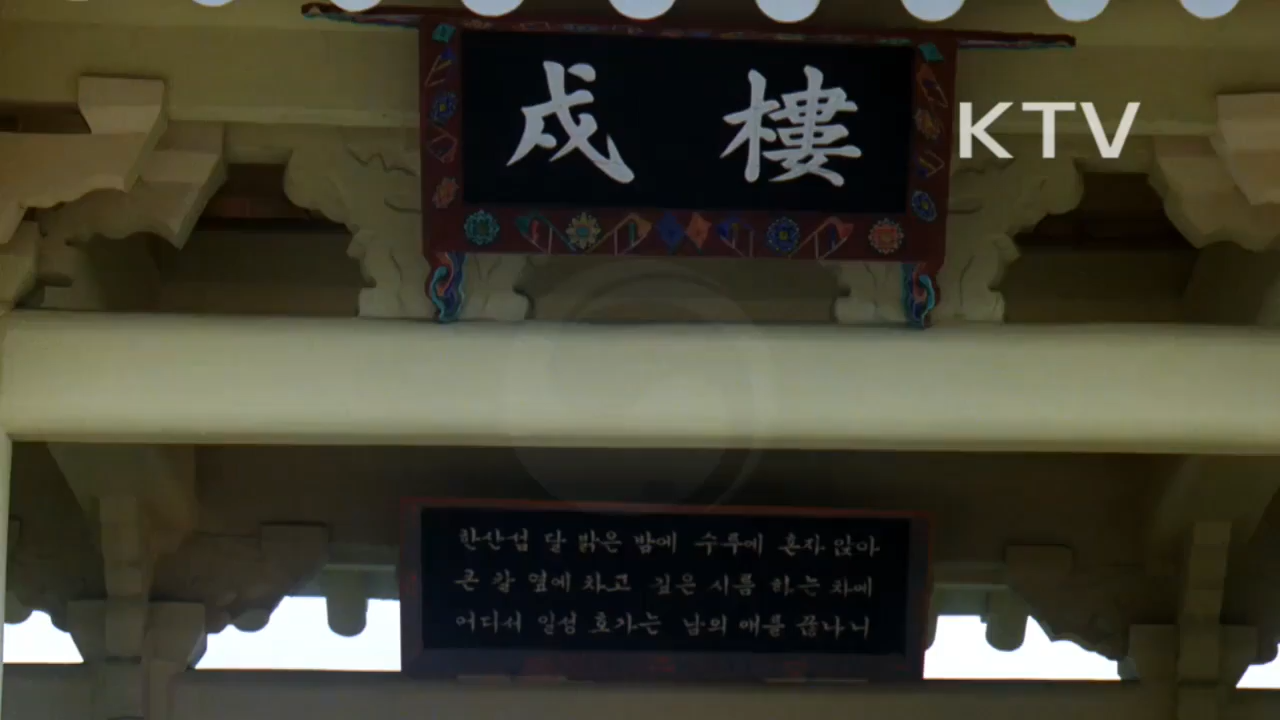 戍樓
KTV
한산섬 달 밝은 밤에 수루에 혼자 앉아
큰 칼 옆에 차고 깊은 시름 하는 차에
어디서 일성 호가는 남의 애를 끊나니